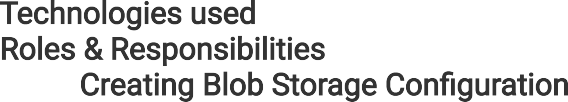 Technologies used
Roles & Responsibilities
Creating Blob Storage Configuration